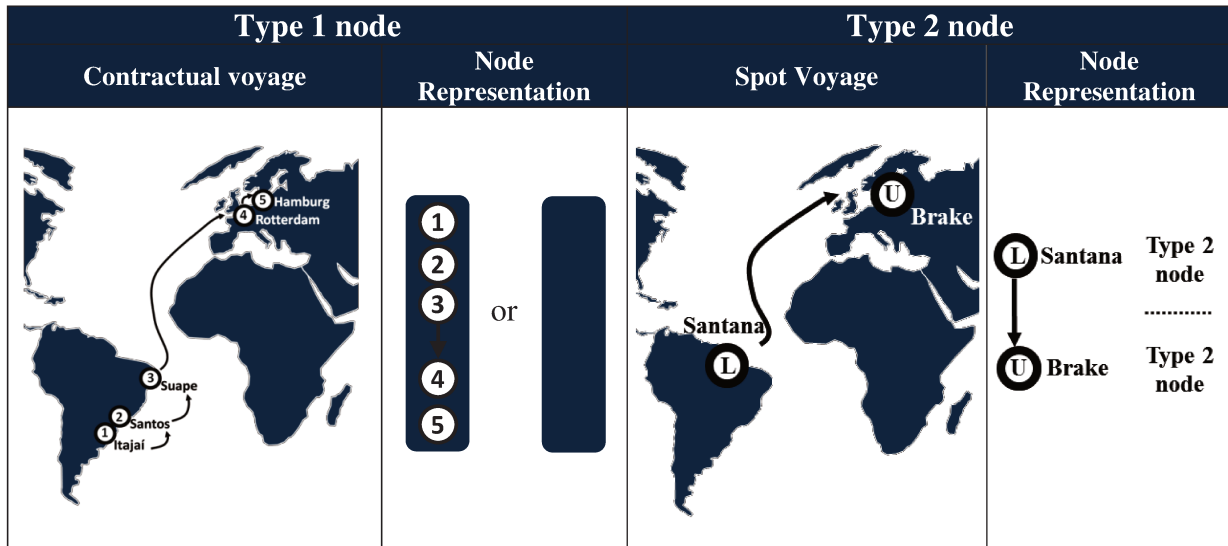 Type 1 node
Type 2 node
Contractual voyage
Node
Representation
Spot Voyage
Node
Representation
5 Hamburg
4 Rotterdam
3
Suape
2
Santos
1
Itajaí
1
2
3
4
5
or
U
Brake
Santana
L
L Santana
Type 2
node
............
U Brake
Type 2
node